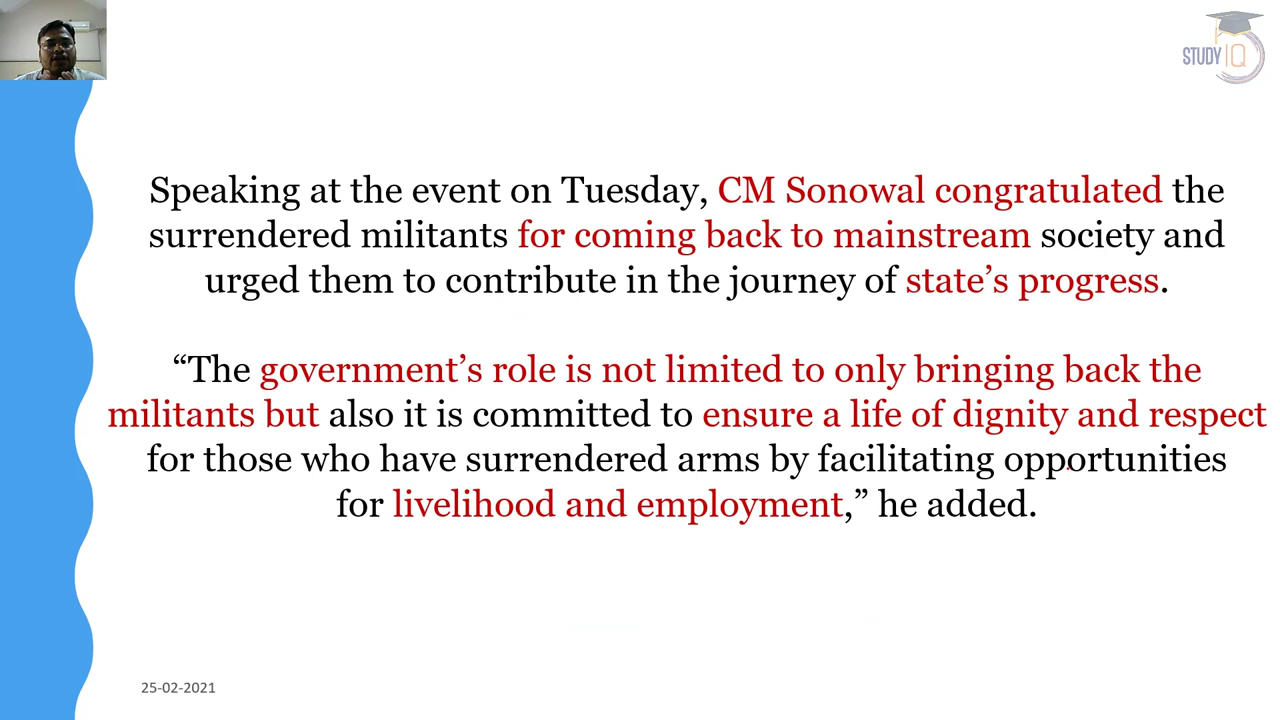 STUDY IQ
Speaking at the event on Tuesday, CM Sonowal congratulated the
surrendered militants for coming back to mainstream society and
urged them to contribute in the journey of state’s progress.
“The government’s role is not limited to only bringing back the
militants but also it is committed to ensure a life of dignity and respect
for those who have surrendered arms by facilitating opportunities
for livelihood and employment,” he added.
25-02-2021